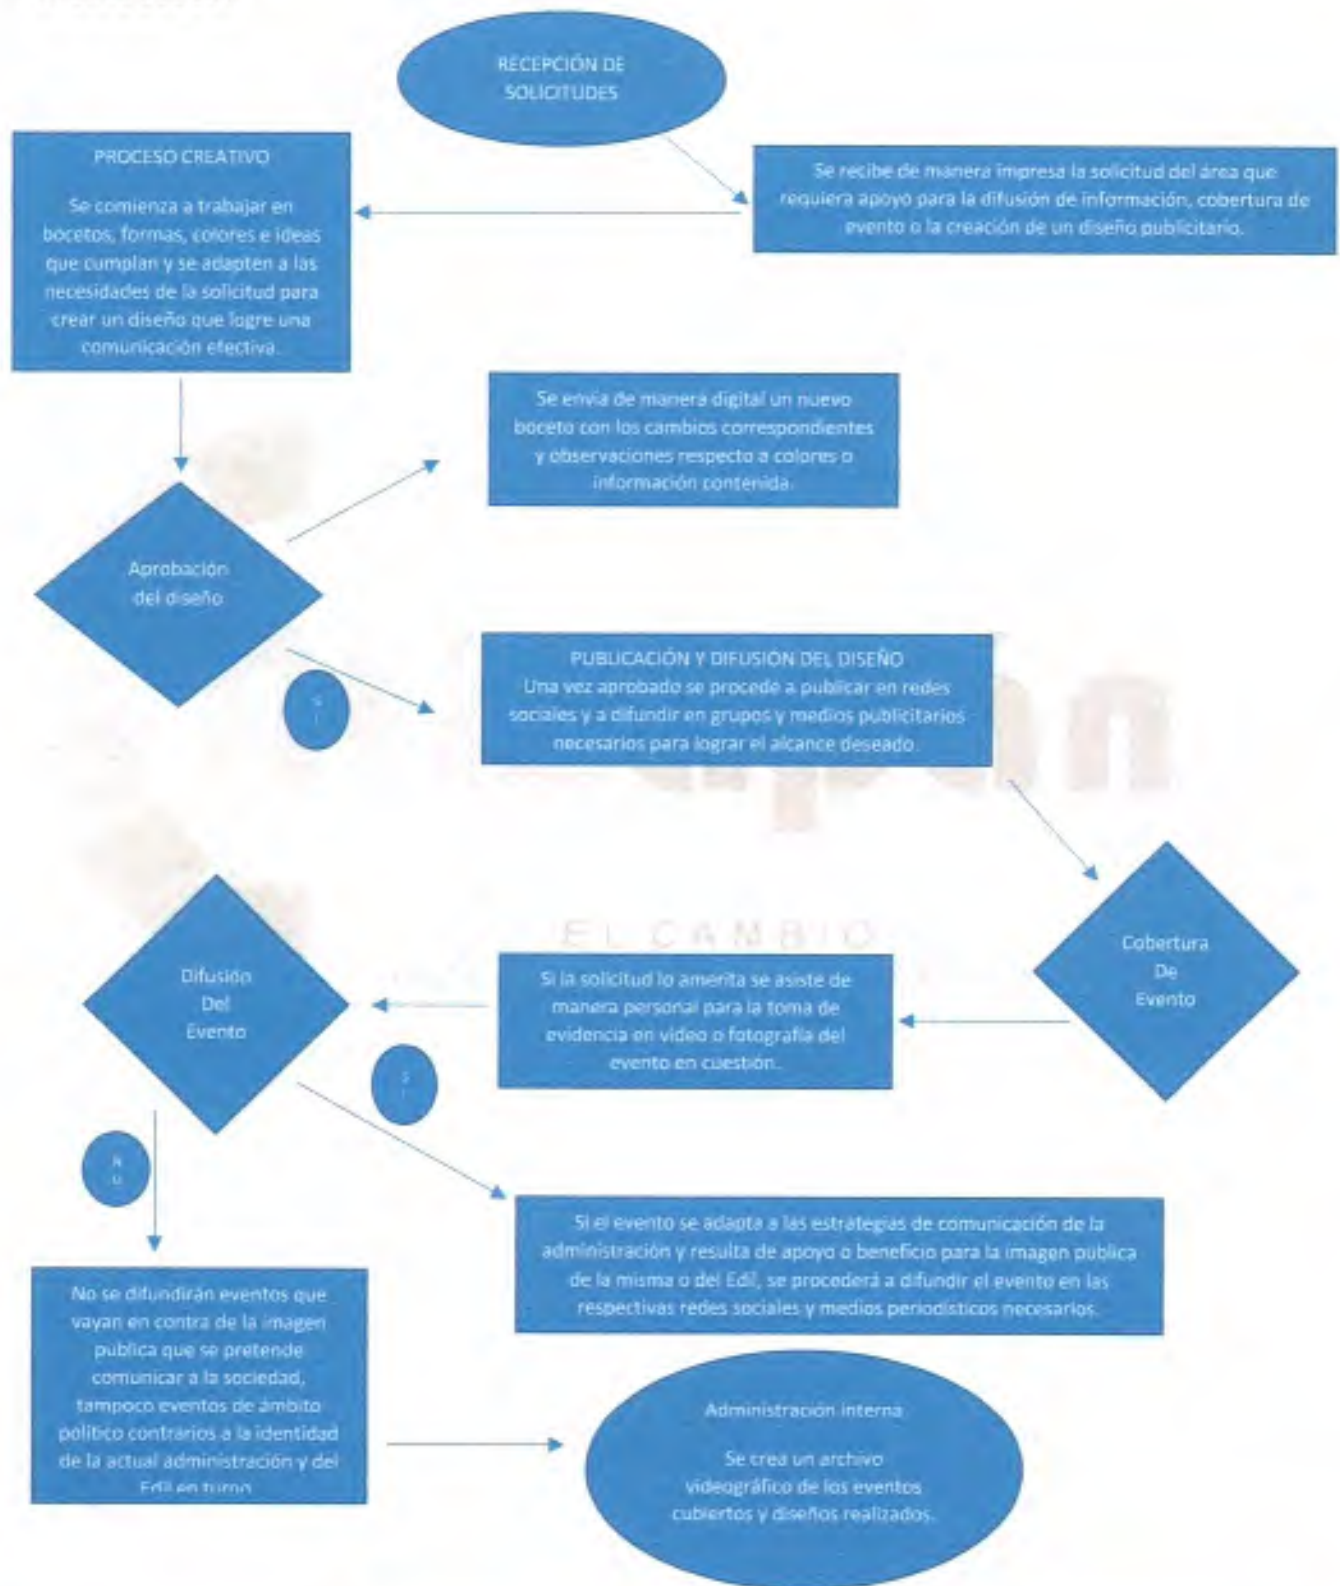 RECEPCIÓN DE
SOLICITUDES
Se recibe de manera impresa la solicitud del área que
requiera apoyo para la difusión de información, cobertura de
evento o la creación de un diseño publicitario.
PROCESO CREATIVO
Se comienza a trabajar en
bocetos, formas, colores e ideas
que cumplan y se adapten a las
necesidades de la solicitud para
crear un diseño que logre una
comunicación efectiva.
Se envia de manera digital un nuevo
boceto con los cambios correspondientes
y observaciones respecto a colores o
información contenida.
Aprobación
del diseño
S
I
PUBLICACIÓN Y DIFUSIÓN DEL DISEÑO
Una vez aprobado se procede a publicar en redes
sociales y a difundir en grupos y medios publicitarios
necesarios para lograr el alcance deseado.
EL CAMBIO
Cobertura
De
Evento
Si la solicitud lo amerita se asiste de
manera personal para la toma de
evidencia en video o fotografía del
evento en cuestión.
Difusión
Del
Evento
S
I
N
O
Si el evento se adapta a las estrategias de comunicación de la
administración y resulta de apoyo o beneficio para la imagen publica
de la misma o del Edil, se procederá a difundir el evento en las
respectivas redes sociales y medios periodísticos necesarios.
No se difundirán eventos que
vayan en contra de la imagen
publica que se pretende
comunicar a la sociedad,
tampoco eventos de ámbito
político contrarios a la identidad
de la actual administración y del
Edil en turno
Administración interna
Se crea un archivo
videográfico de los eventos
cubiertos y diseños realizados.